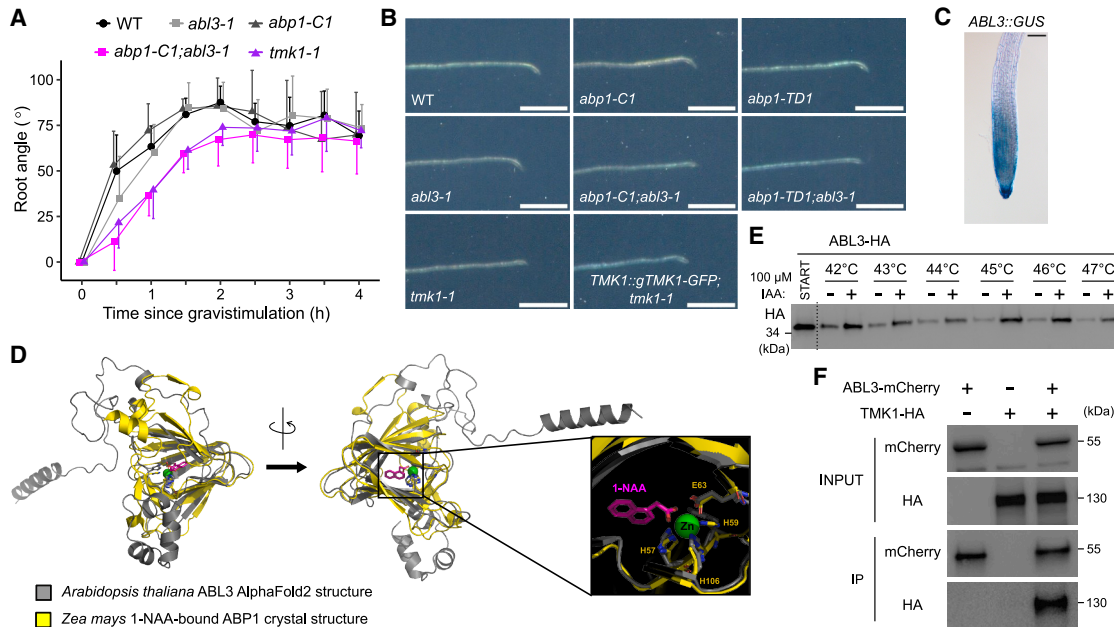 A
WT
abl3-1
abp1-C1
abp1-C1;abl3-1
tmk1-1
Root angle (°)
100
75
50
25
0
0 1 2 3 4
Time since gravistimulation (h)
B
WT
abp1-C1
abp1-TD1
abl3-1
abp1-C1;abl3-1
abp1-TD1;abl3-1
tmk1-1
TMK1::gTMK1-GFP;
tmk1-1
C
ABL3::GUS
D
1-NAA
E63
Zn
H59
H57
H106
Arabidopsis thaliana ABL3 AlphaFold2 structure
Zea mays 1-NAA-bound ABP1 crystal structure
E
ABL3-HA
START
100 µM
IAA:
42°C 43°C 44°C 45°C 46°C 47°C
- + - + - + - + - + - +
HA
34
(kDa)
F
ABL3-mCherry + - +
TMK1-HA - + +
(kDa)
INPUT
mCherry
55
HA
130
IP
mCherry
55
HA
130